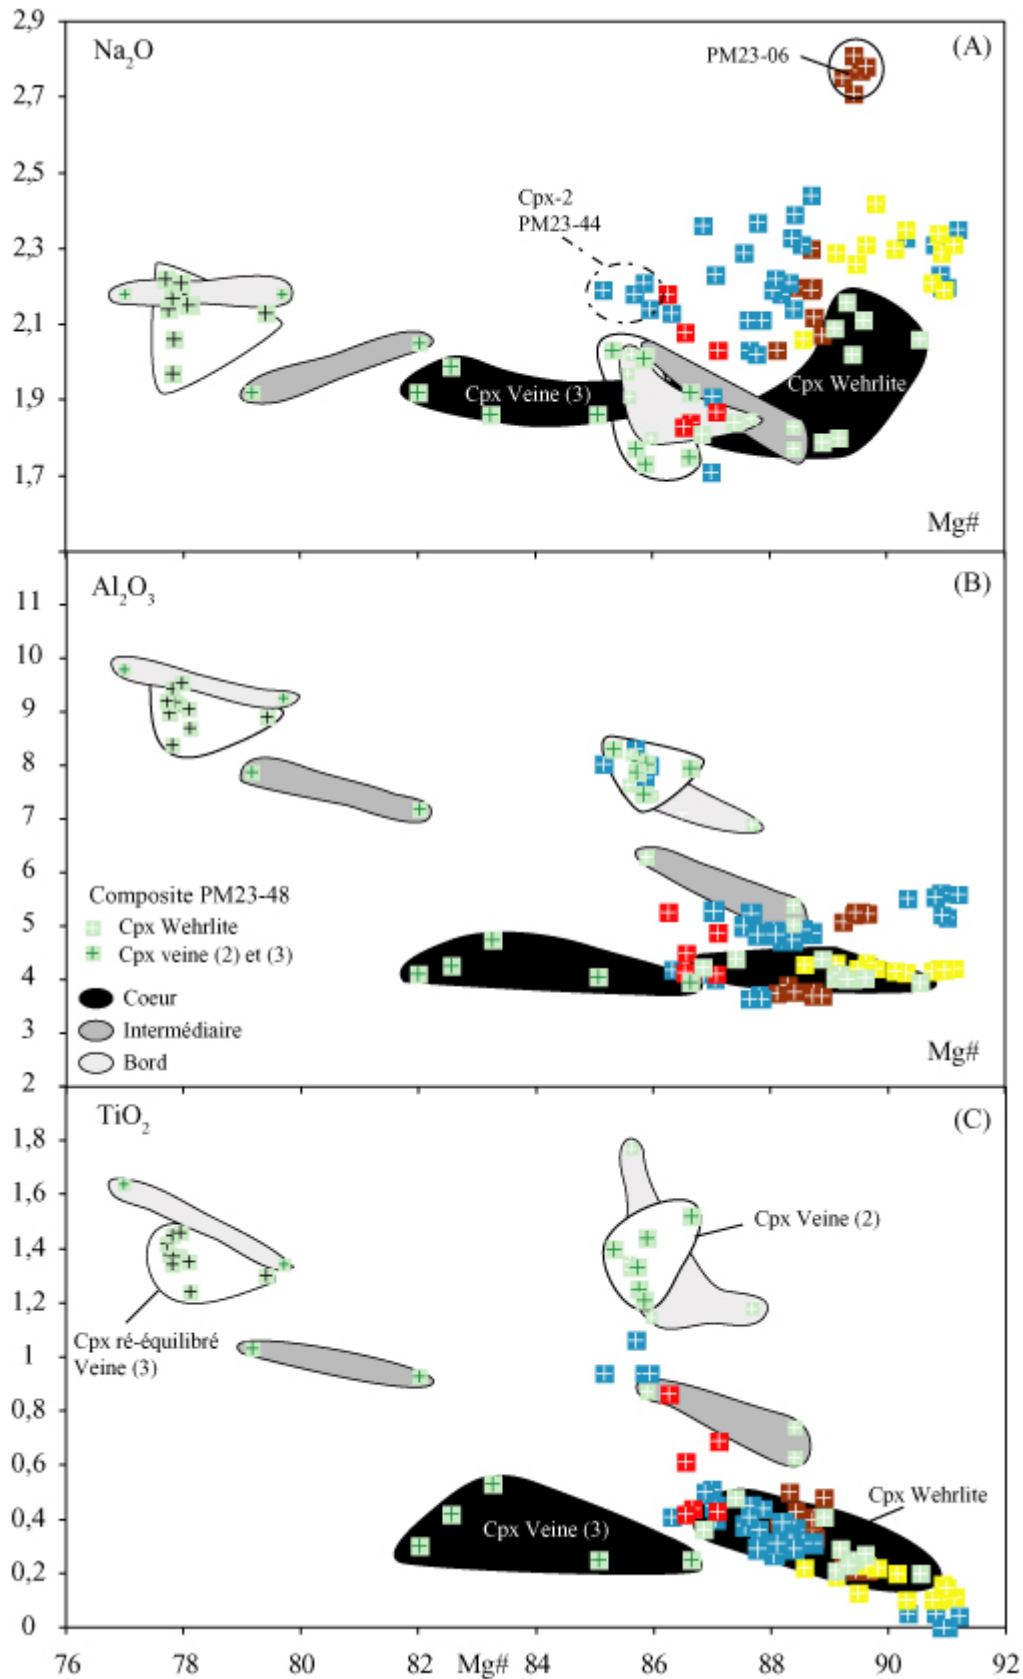 2,9
Na2O
(A)
PM23-06
2,7
2,5
Cpx-2
PM23-44
2,3
2,1
Cpx Wehrlite
Cpx Veine (3)
1,9
1,7
Mg#
Al2O3
(B)
11
10
9
8
7
6
Composite PM23-48
Cpx Wehrlite
Cpx veine (2) et (3)
5
4
Coeur
Intermédiaire
Bord
3
2
Mg#
TiO2
(C)
1,8
1,6
Cpx Veine (2)
1,4
1,2
Cpx ré-équilibré
Veine (3)
1
0,8
0,6
Cpx Wehrlite
Cpx Veine (3)
0,4
0,2
0
76 78 80 82 Mg# 84 86 88 90 92